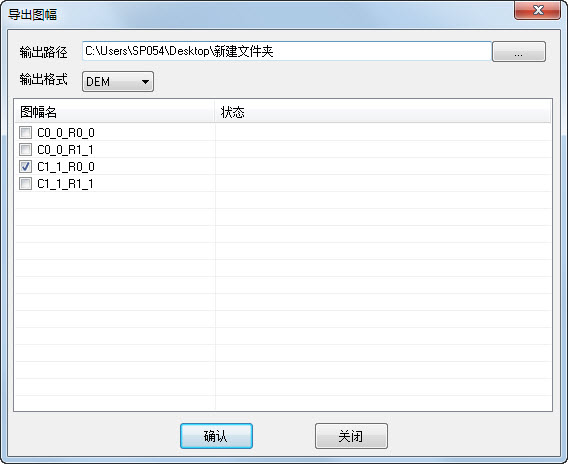 导出图幅
输出路径 C:\Users\SP054\Desktop\新建文件夹 ...
输出格式 DEM
图幅名 状态
C0_0_R0_0
C0_0_R1_1
C1_1_R0_0
C1_1_R1_1
确认 关闭